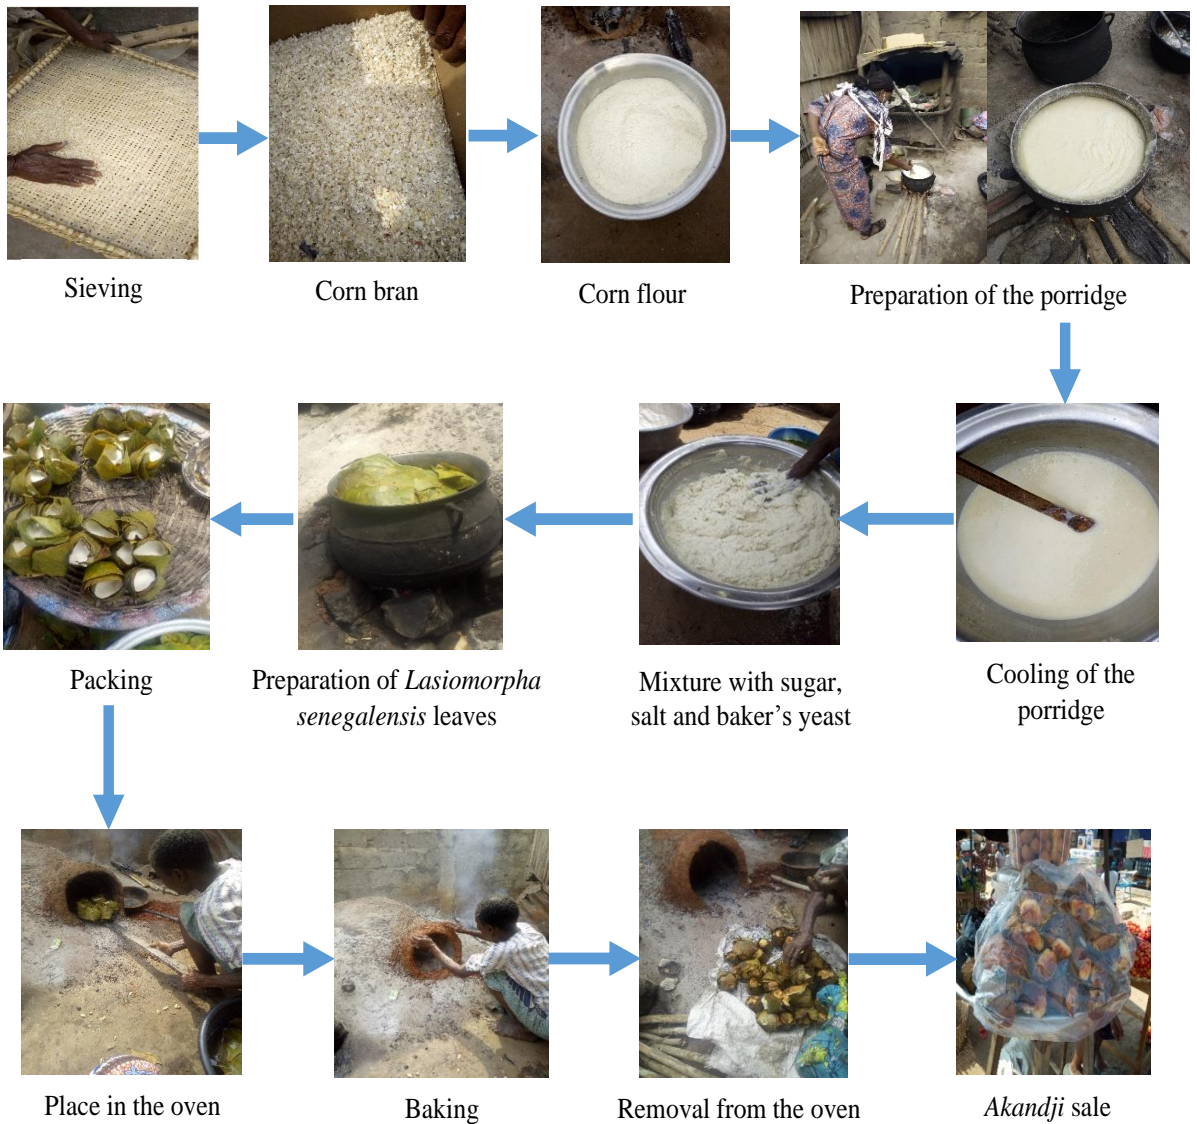 Sieving
Corn bran
Corn flour
Preparation of the porridge
Cooling of the
porridge
Mixture with sugar,
salt and baker’s yeast
Preparation of Lasiomorpha
senegalensis leaves
Packing
Place in the oven
Baking
Removal from the oven
Akandji sale